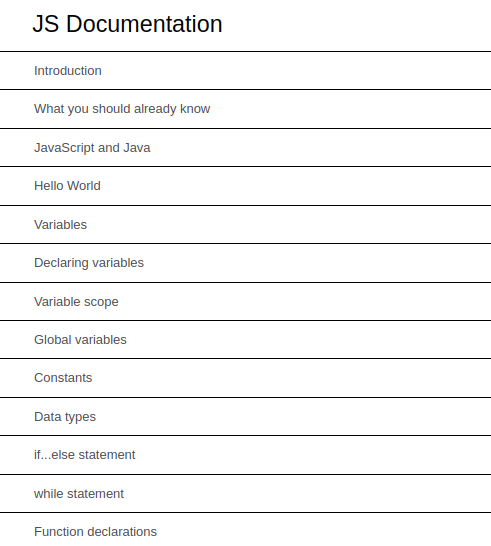 JS Documentation
Introduction
What you should already know
JavaScript and Java
Hello World
Variables
Declaring variables
Variable scope
Global variables
Constants
Data types
if...else statement
while statement
Function declarations